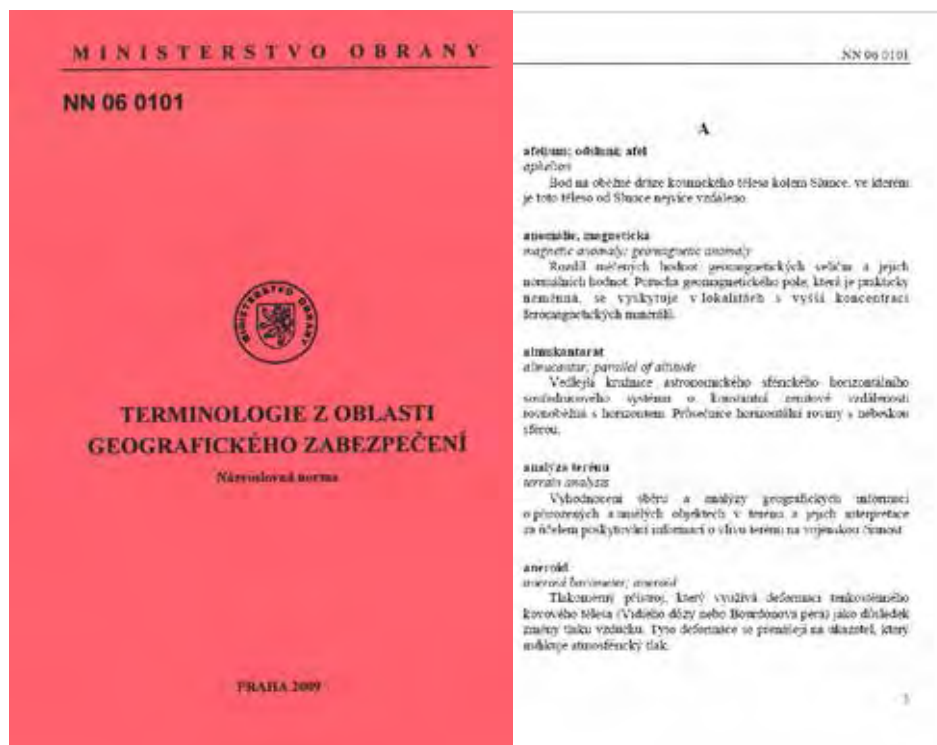 MINISTERSTVO OBRANY
NN 06 0101
MINISTERSTVO OBRANY
TERMINOLOGIE Z OBLASTI
GEOGRAFICKÉHO ZABEZPEČENÍ
Názvoslovná norma
PRAHA 2009
NN 06 0101
A
afelium; odsluní; afel
aphelion
Bod na oběžné dráze kosmického tělesa kolem Slunce, ve kterém
je toto těleso od Slunce nejvíce vzdáleno.
anomálie, magnetická
magnetic anomaly; geomagnetic anomaly
Rozdíl měřených hodnot geomagnetických veličin a jejich
normálních hodnot. Porucha geomagnetického pole, která je prakticky
neměnná, se vyskytuje v lokalitách s vyšší koncentrací
feromagnetických materiálů.
almukantarat
almucantar; parallel of altitude
Vedlejší kružnice astronomického sférického horizontálního
souřadnicového systému o konstantní zenitové vzdálenosti
rovnoběžná s horizontem. Průsečnice horizontální roviny s nebeskou
sférou.
analýza terénu
terrain analysis
Vyhodnocení sběru a analýzy geografických informací
o přirozených a umělých objektech v terénu a jejich interpretace
za účelem poskytování informací o vlivu terénu na vojenskou činnost.
aneroid
aneroid barometer; aneroid
Tlakoměrný přístroj, který využívá deformaci tenkostěnného
kovového tělesa (Vidieho dózy nebo Bourdonova pera) jako důsledek
změny tlaku vzduchu. Tyto deformace se přenášejí na ukazatel, který
indikuje atmosférický tlak.